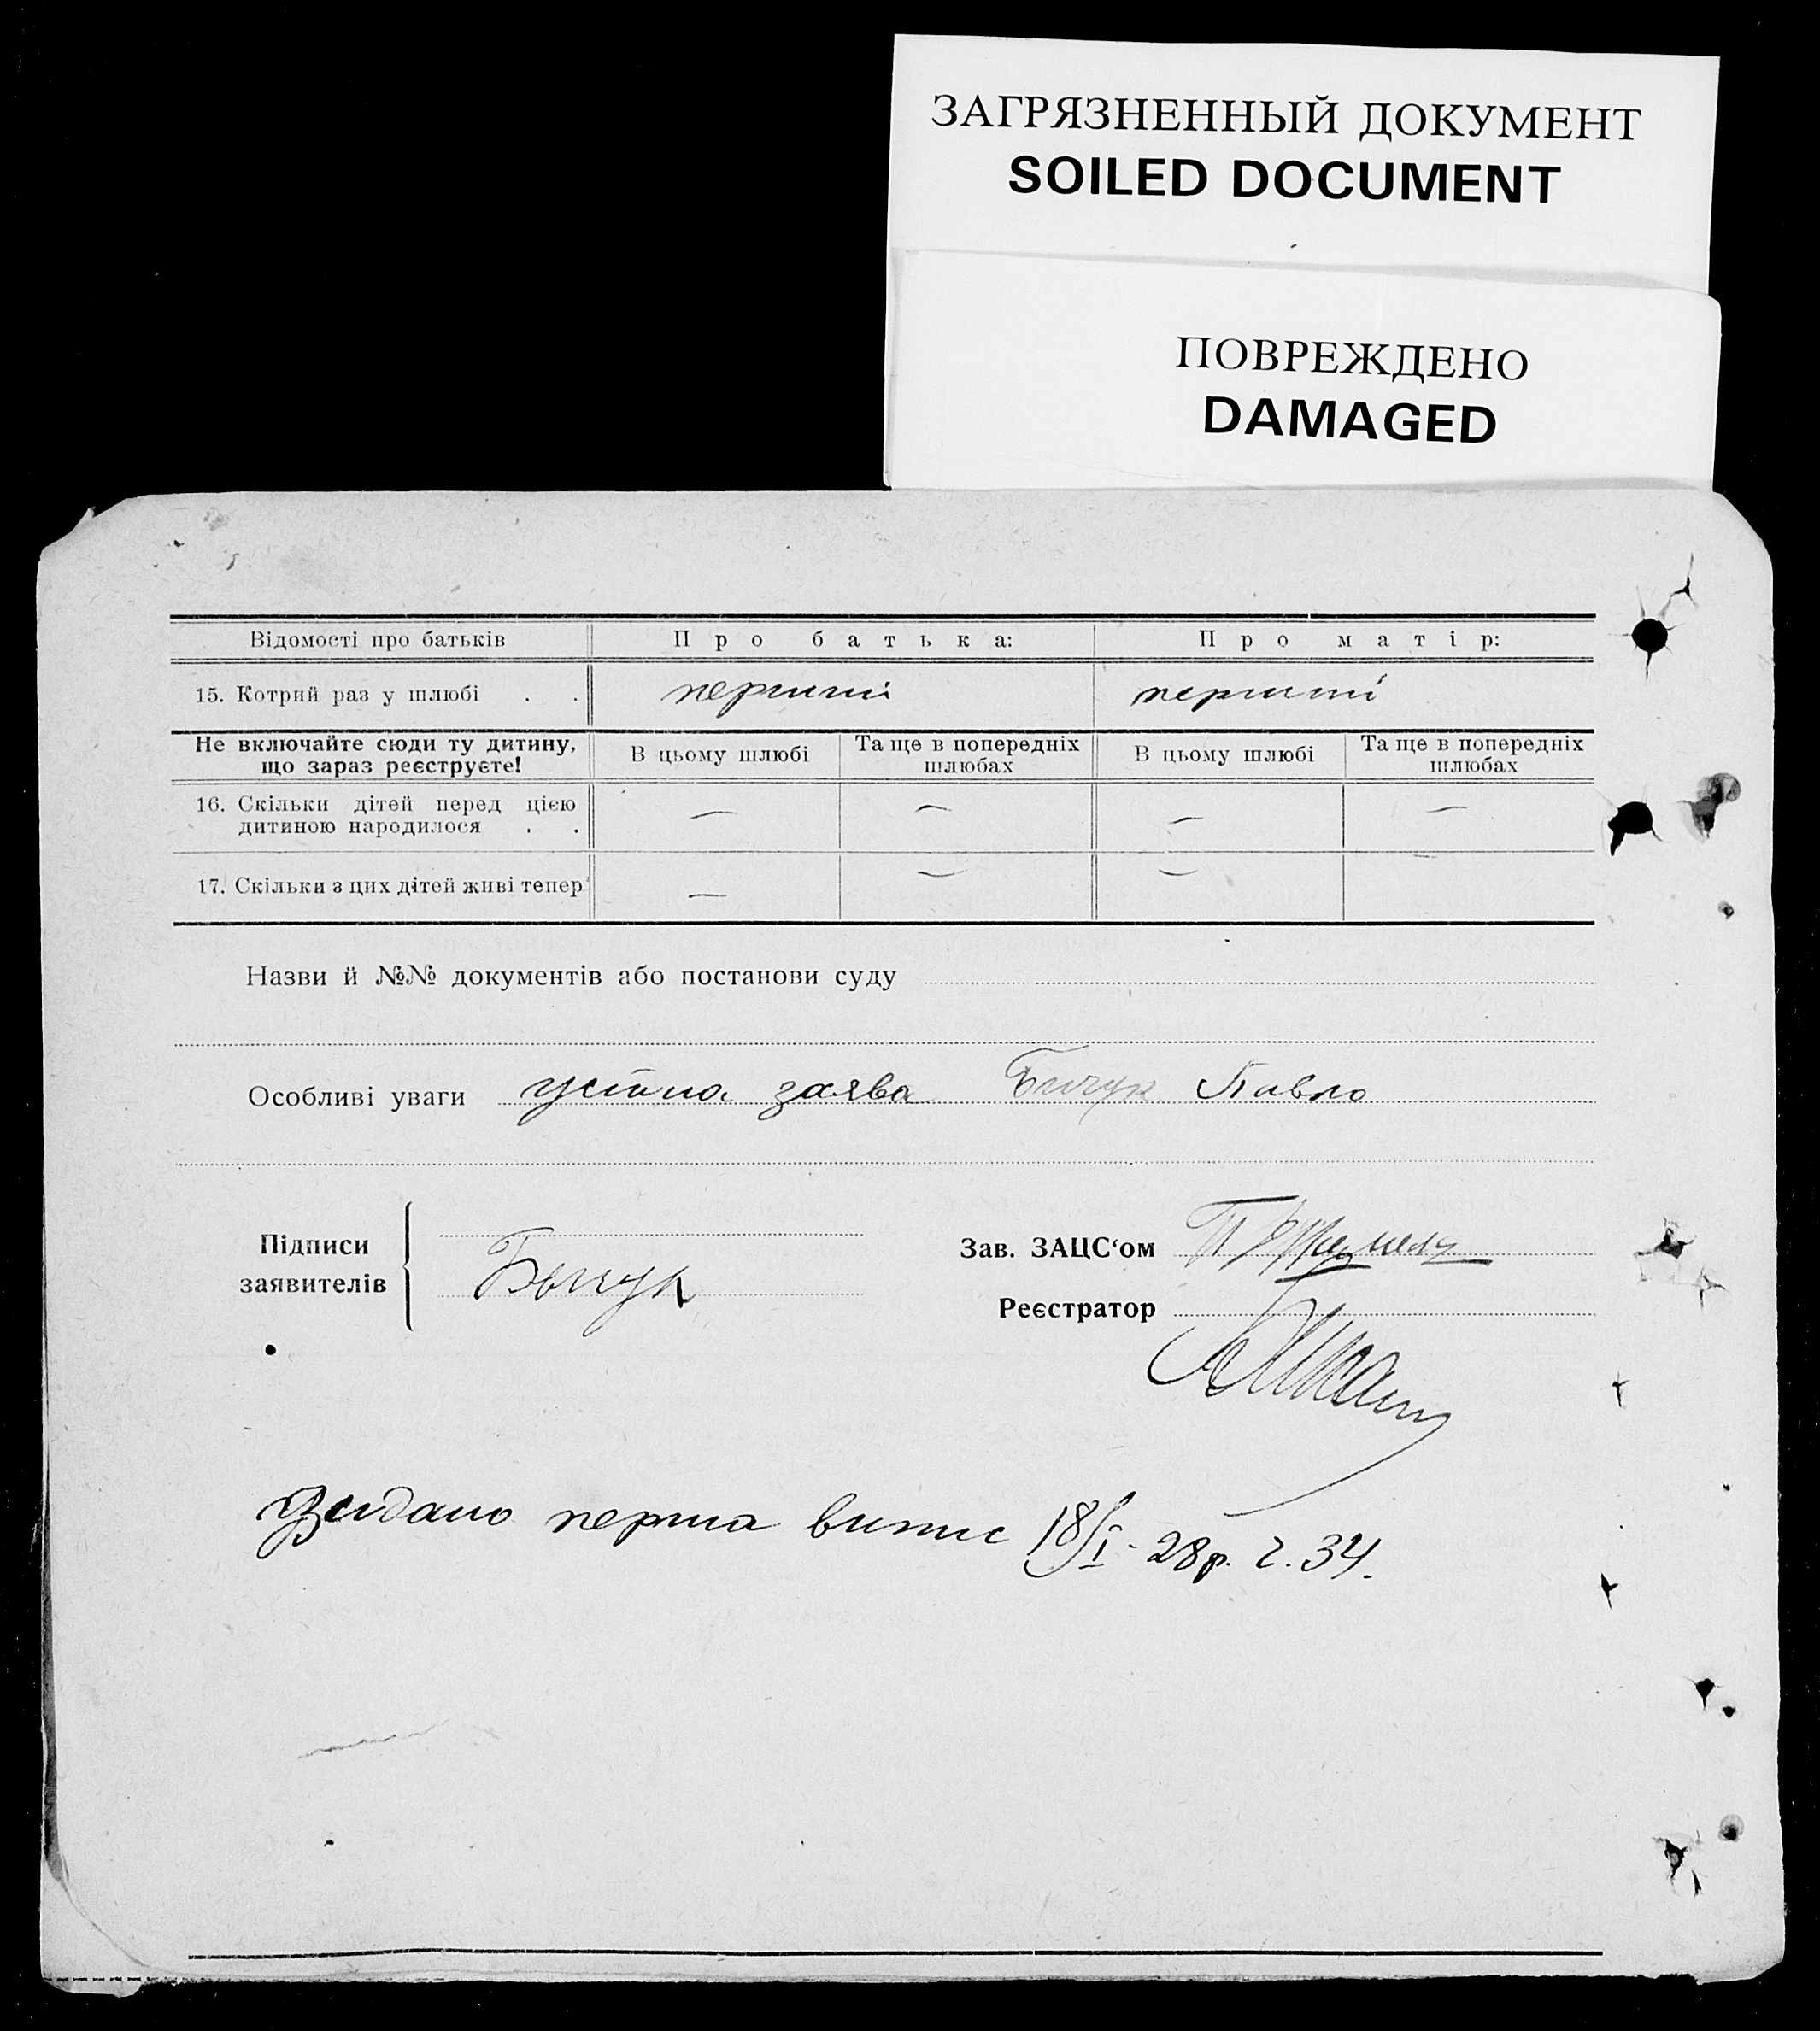 ЗАГРЯЗНЕННЫЙ ДОКУМЕНТ
SOILED DOCUMENT
ПОВРЕЖДЕНО
DAMAGED
Відомості про батьків Про батька: Про матір:
15. Котрий раз у шлюбі . . перший перший
Не включайте сюди ту дитину, що зараз реєструєте! В цьому шлюбі Та ще в попередніх шлюбах В цьому шлюбі Та ще в попередніх шлюбах
16. Скільки дітей перед цією
дитиною народилося . . — — — —
17. Скільки з цих дітей живі тепер — — — —
Назви й №№ документів або постанови суду
Особливі уваги устна заява Бичук Павло
Підписи заявителів Бычук
Зав. ЗАЦС‘ом
Реєстратор
Видано перша випис 18/I - 28 р. ч. 34.